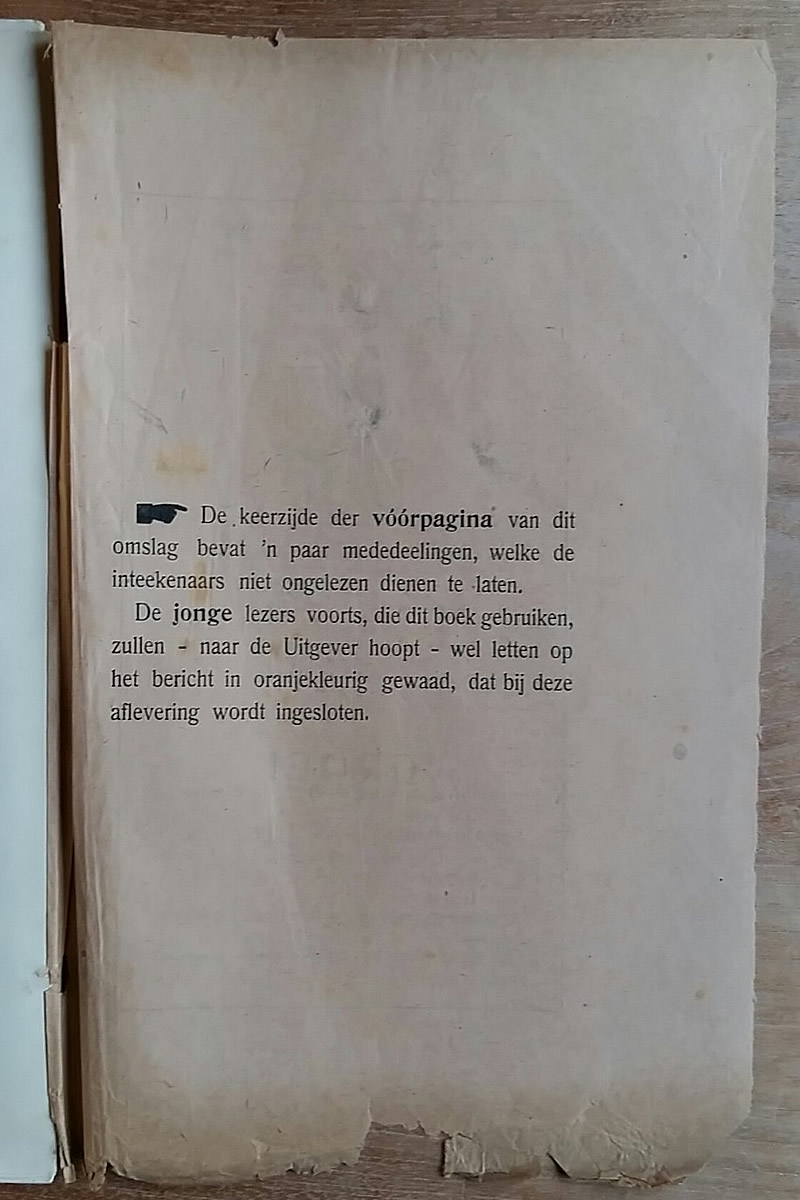 ☛ De keerzijde der vóórpagina van dit
omslag bevat 'n paar mededeelingen, welke de
inteekenaars niet ongelezen dienen te laten.
De jonge lezers voorts, die dit boek gebruiken,
zullen - naar de Uitgever hoopt - wel letten op
het bericht in oranjekleurig gewaad, dat bij deze
aflevering wordt ingesloten.